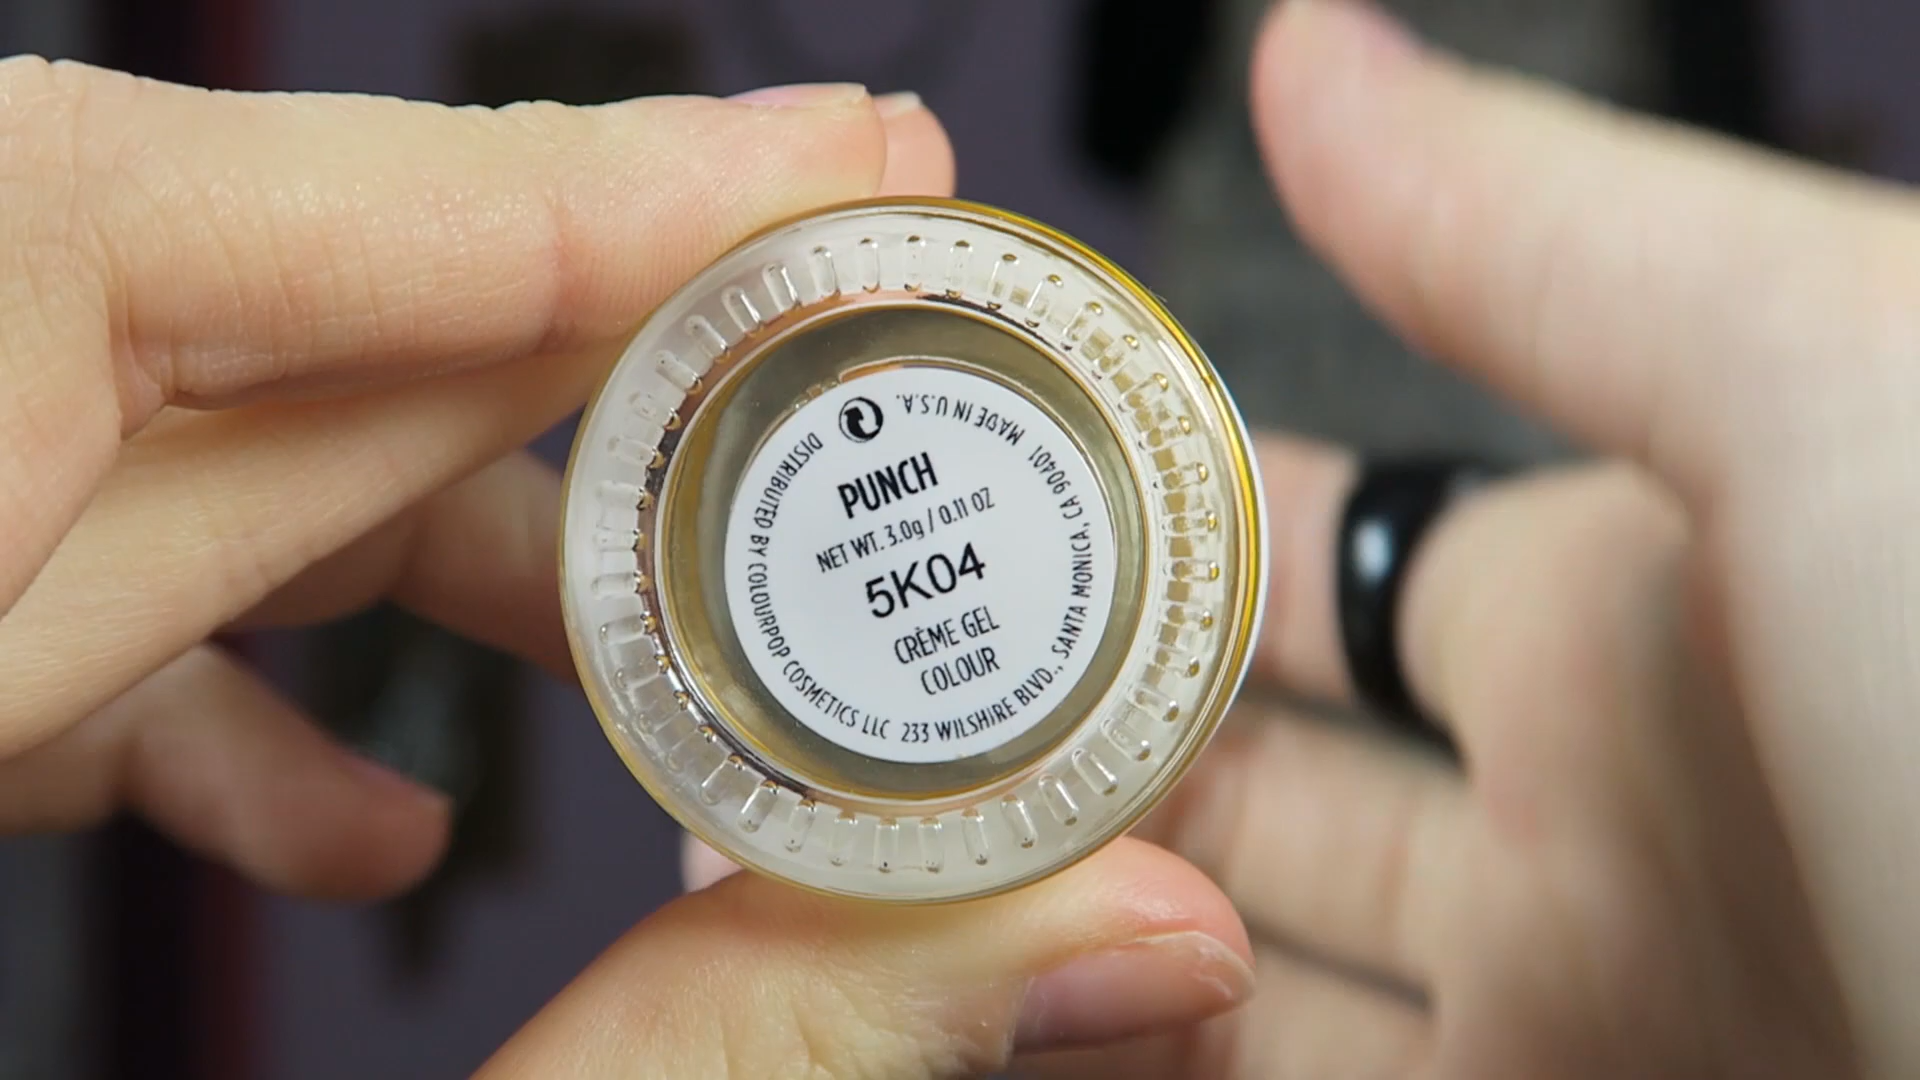 PUNCH
NET WT. 3.0g / 0.11 OZ
5K04
CRÈME GEL
COLOUR
DISTRIBUTED BY COLOURPOP COSMETICS LLC 233 WILSHIRE BLVD., SANTA MONICA, CA 90401 MADE IN U.S.A.